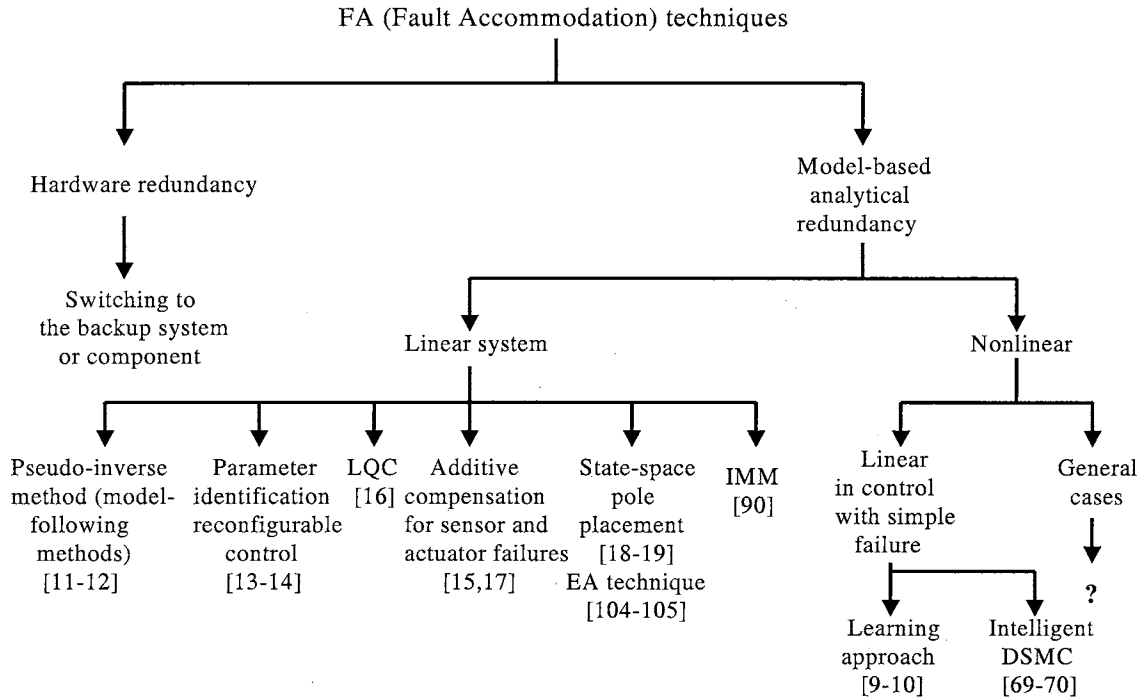 FA (Fault Accommodation) techniques
Hardware redundancy
Switching to
the backup system
or component
Model-based
analytical
redundancy
Linear system
Nonlinear
Pseudo-inverse
method (model-
following
methods)
[11-12]
Parameter
identification
reconfigurable
control
[13-14]
LQC
[16]
Additive
compensation
for sensor and
actuator failures
[15,17]
State-space
pole
placement
[18-19]
EA technique
[104-105]
IMM
[90]
Linear
in control
with simple
failure
General
cases
?
Learning
approach
[9-10]
Intelligent
DSMC
[69-70]